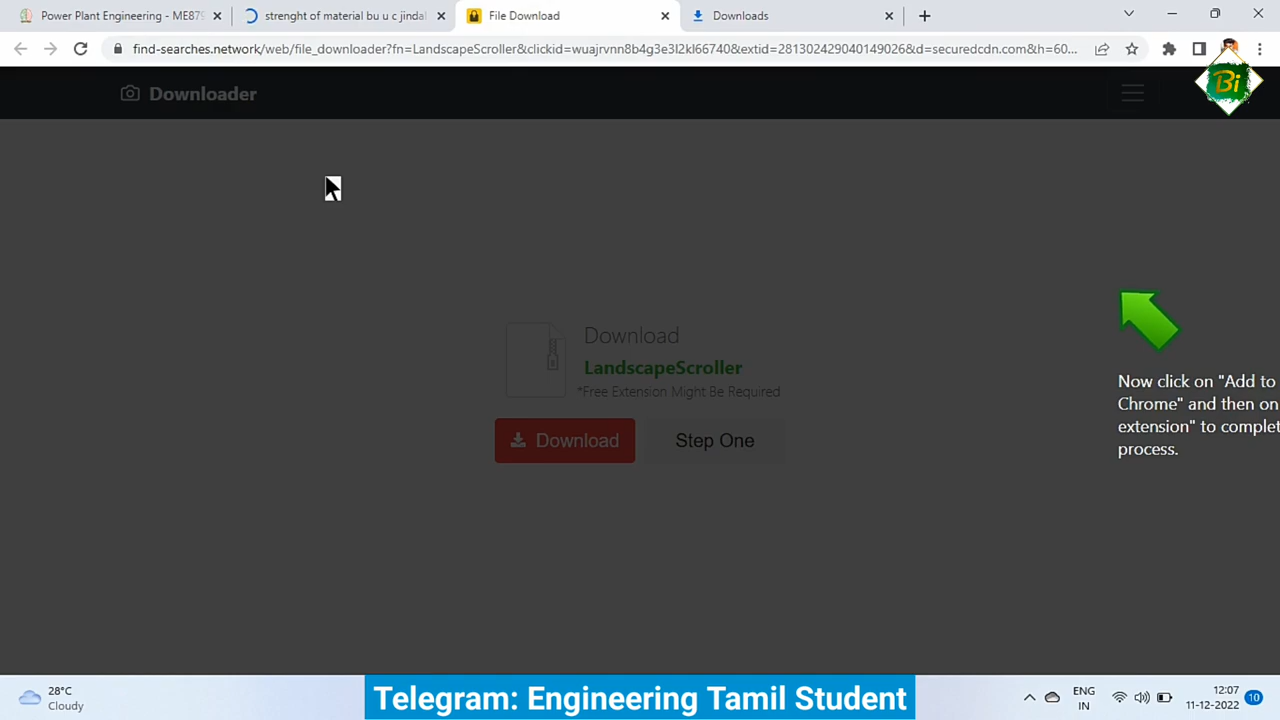 Power Plant Engineering - ME879
strenght of material bu u c jindal
File Download
Downloads
find-searches.network/web/file_downloader?fn=LandscapeScroller&clickid=wuajrvnn8b4g3e3l2kl66740&extid=281302429040149026&d=securedcdn.com&h=60...
Bi
Downloader
Download
LandscapeScroller
*Free Extension Might Be Required
Download
Step One
Now click on "Add to
Chrome" and then on
extension" to complet
process.
28°C
Cloudy
Telegram: Engineering Tamil Student
ENG
IN
12:07
11-12-2022
10